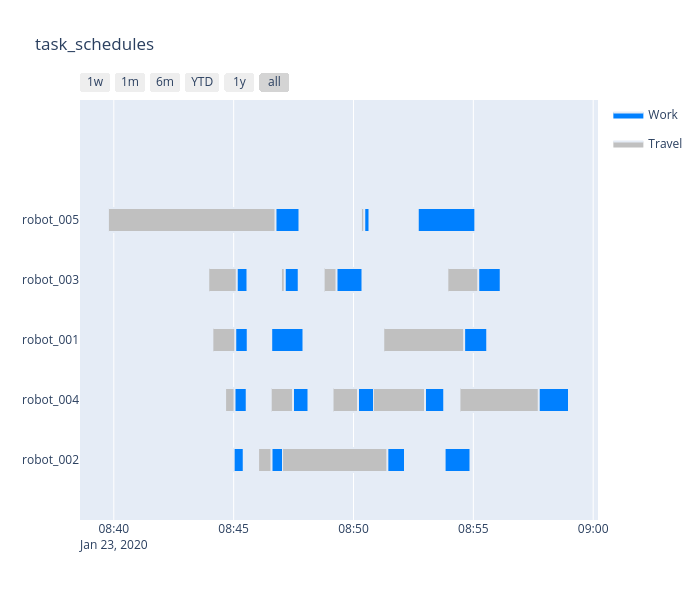 task_schedules
1w 1m 6m YTD 1y all
Work
Travel
robot_005
robot_003
robot_001
robot_004
robot_002
08:40 08:45 08:50 08:55 09:00
Jan 23, 2020